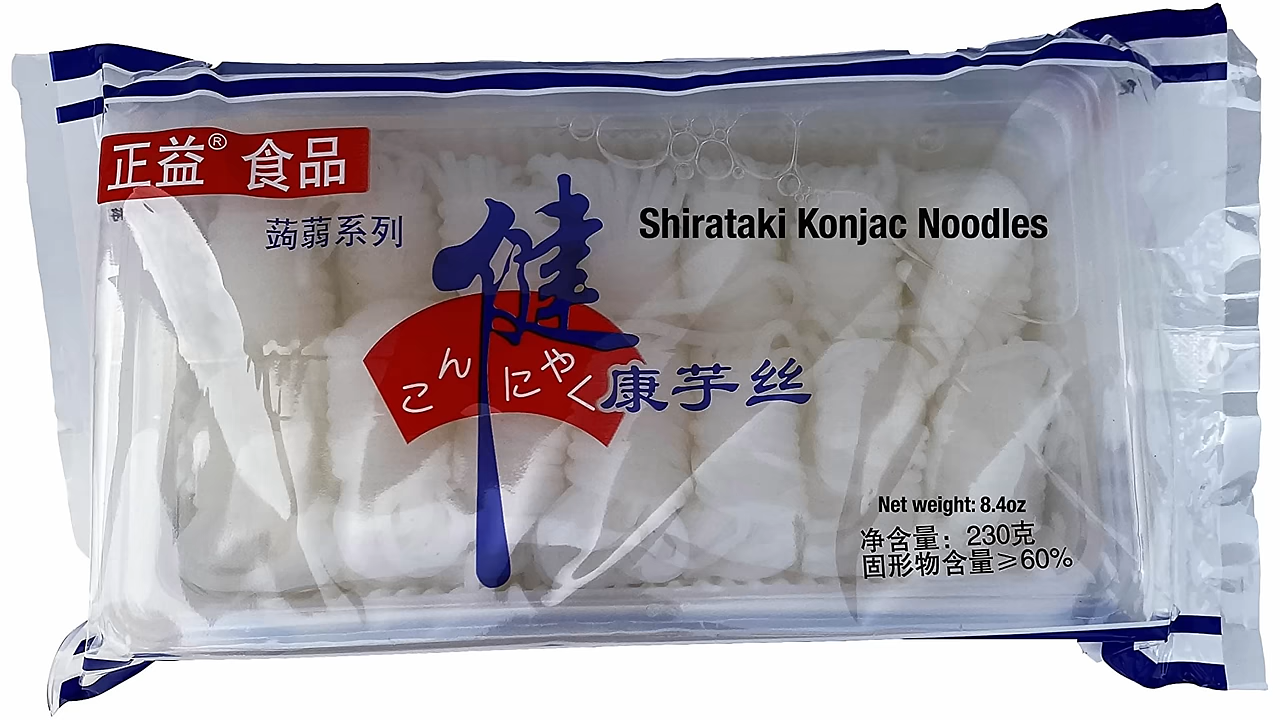 正益® 食品
蒟蒻系列
Shirataki Konjac Noodles
健
こんにゃく
康芋丝
Net weight: 8.4oz
净含量：230克
固形物含量≥60%